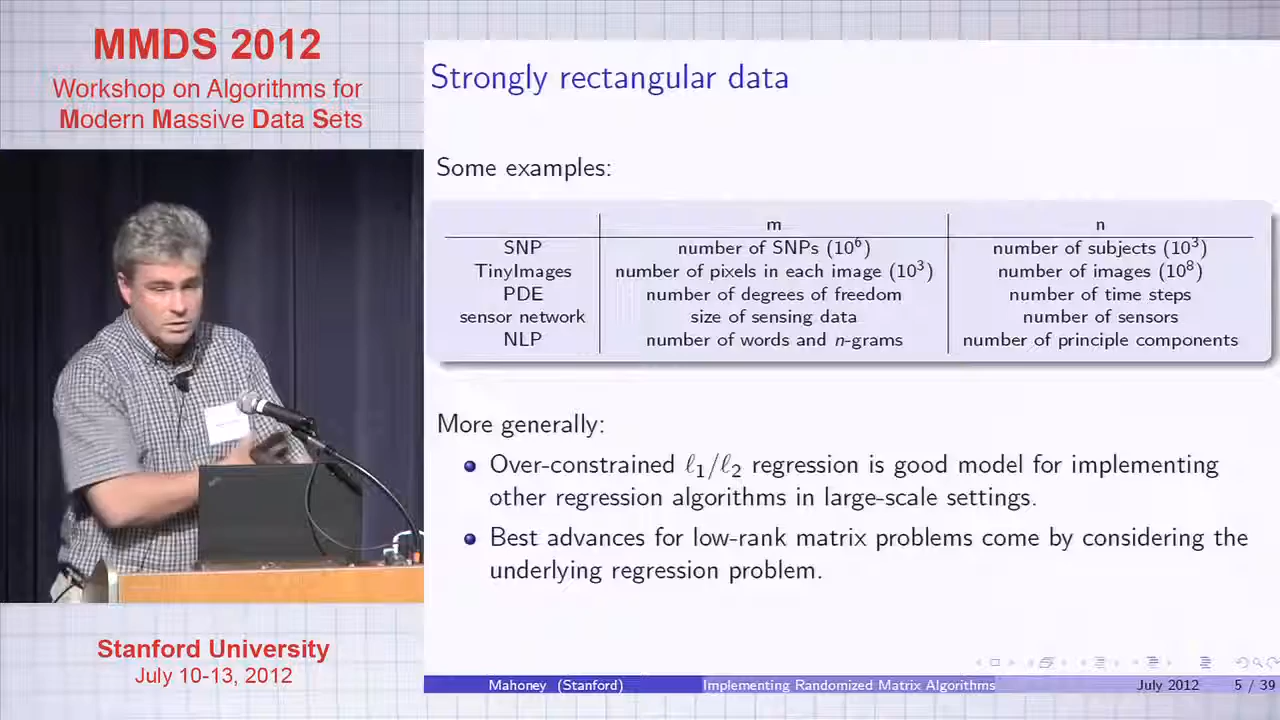 MMDS 2012
Workshop on Algorithms for
Modern Massive Data Sets
Strongly rectangular data
Some examples:
m n
SNP number of SNPs (10⁶) number of subjects (10³)
TinyImages number of pixels in each image (10³) number of images (10⁸)
PDE number of degrees of freedom number of time steps
sensor network size of sensing data number of sensors
NLP number of words and n-grams number of principle components
More generally:
Over-constrained ℓ₁/ℓ₂ regression is good model for implementing
other regression algorithms in large-scale settings.
Best advances for low-rank matrix problems come by considering the
underlying regression problem.
Stanford University
July 10-13, 2012
Mahoney (Stanford) Implementing Randomized Matrix Algorithms July 2012 5 / 39